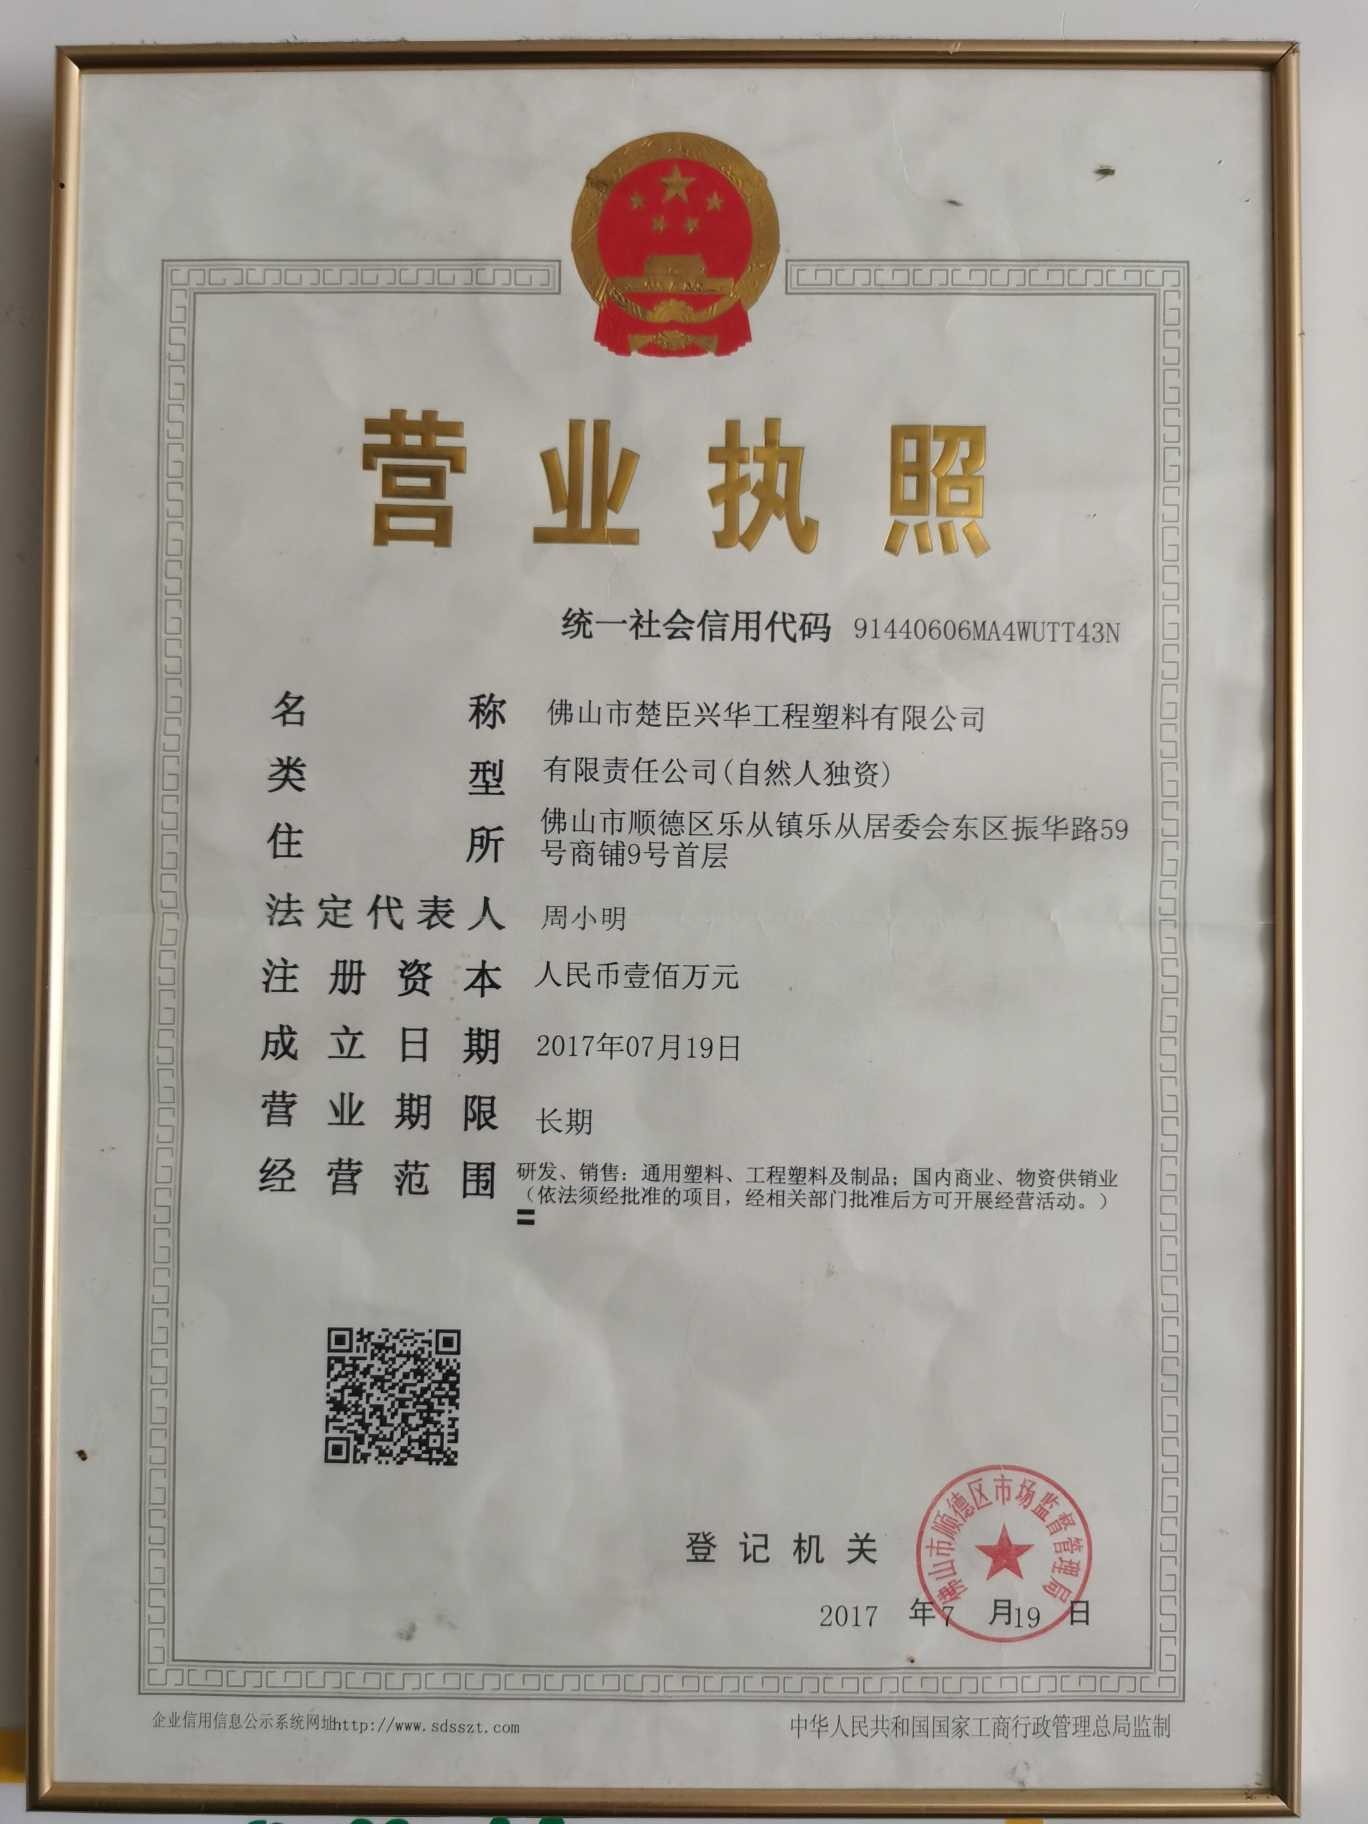 营业执照
统一社会信用代码 91440606MA4WUTT43N
名称 佛山市楚臣兴华工程塑料有限公司
类型 有限责任公司(自然人独资)
住所 佛山市顺德区乐从镇乐从居委会东区振华路59
号商铺9号首层
法定代表人 周小明
注册资本 人民币壹佰万元
成立日期 2017年07月19日
营业期限 长期
经营范围 研发、销售：通用塑料、工程塑料及制品；国内商业、物资供销业
（依法须经批准的项目，经相关部门批准后方可开展经营活动。）
〓
佛山市顺德区市场监督管理局
登记机关
2017 年7 月19 日
企业信用信息公示系统网址http://www.sdsszt.com
中华人民共和国国家工商行政管理总局监制